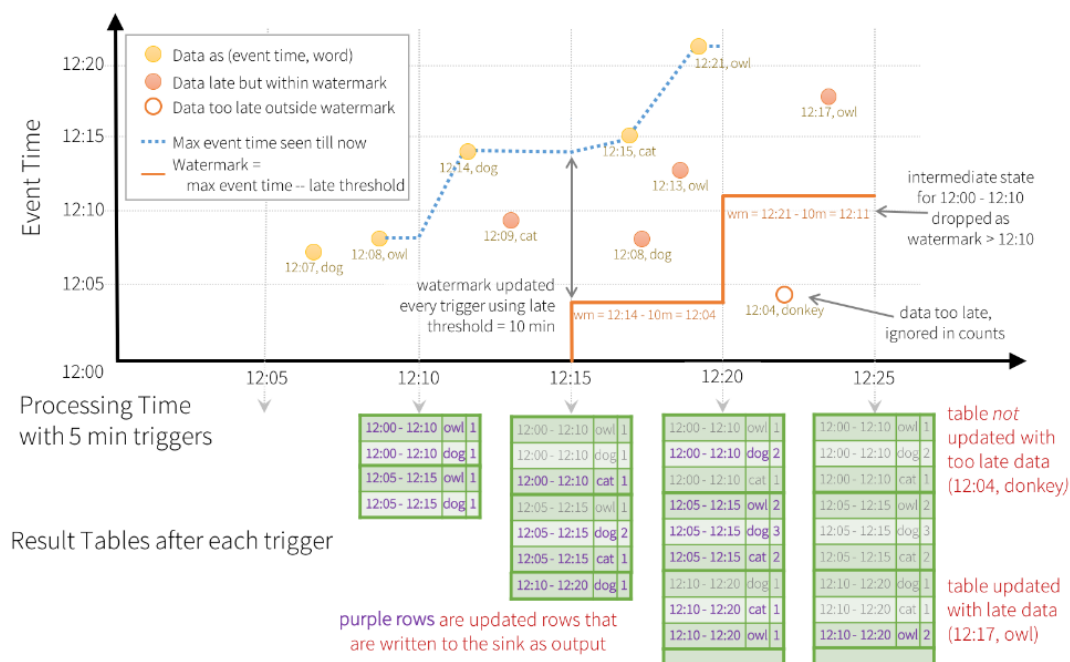 Data as (event time, word)
Data late but within watermark
Data too late outside watermark
Max event time seen till now
Watermark =
max event time -- late threshold
Event Time
12:20
12:15
12:10
12:05
12:00
12:07, dog
12:08, owl
12:14, dog
12:09, cat
12:15, cat
12:13, owl
12:08, dog
12:21, owl
12:17, owl
12:04, donkey
watermark updated
every trigger using late
threshold = 10 min
wm = 12:14 - 10m = 12:04
wm = 12:21 - 10m = 12:11
intermediate state
for 12:00 - 12:10
dropped as
watermark > 12:10
data too late,
ignored in counts
12:05
12:10
12:15
12:20
12:25
Processing Time
with 5 min triggers
Result Tables after each trigger
12:00 - 12:10 owl 1
12:00 - 12:10 dog 1
12:05 - 12:15 owl 1
12:05 - 12:15 dog 1
12:00 - 12:10 owl 1
12:00 - 12:10 dog 1
12:00 - 12:10 cat 1
12:05 - 12:15 owl 1
12:05 - 12:15 dog 2
12:05 - 12:15 cat 1
12:10 - 12:20 dog 1
12:00 - 12:10 owl 1
12:00 - 12:10 dog 2
12:00 - 12:10 cat 1
12:05 - 12:15 owl 2
12:05 - 12:15 dog 3
12:05 - 12:15 cat 2
12:10 - 12:20 dog 1
12:10 - 12:20 cat 1
12:10 - 12:20 owl 1
12:00 - 12:10 owl 1
12:00 - 12:10 dog 2
12:00 - 12:10 cat 1
12:05 - 12:15 owl 2
12:05 - 12:15 dog 3
12:05 - 12:15 cat 2
12:10 - 12:20 dog 1
12:10 - 12:20 cat 1
12:10 - 12:20 owl 2
purple rows are updated rows that
are written to the sink as output
table not
updated with
too late data
(12:04, donkey)
table updated
with late data
(12:17, owl)